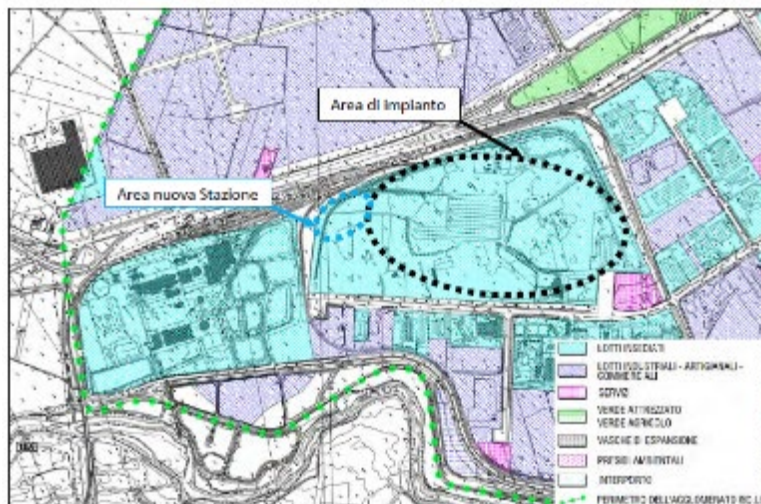 Area di Impianto
Area nuova Stazione
LOTTI INSEDIATI
LOTTI INDUSTRIALI - ARTIGIANALI -
COMMERCIALI
SERVIZI
VERDE ATTREZZATO
VERDE AGRICOLO
VASCHE DI ESPANSIONE
PRESIDI AMBIENTALI
INTERPORTO
PERIMETRO DELL'AGGLOMERATO